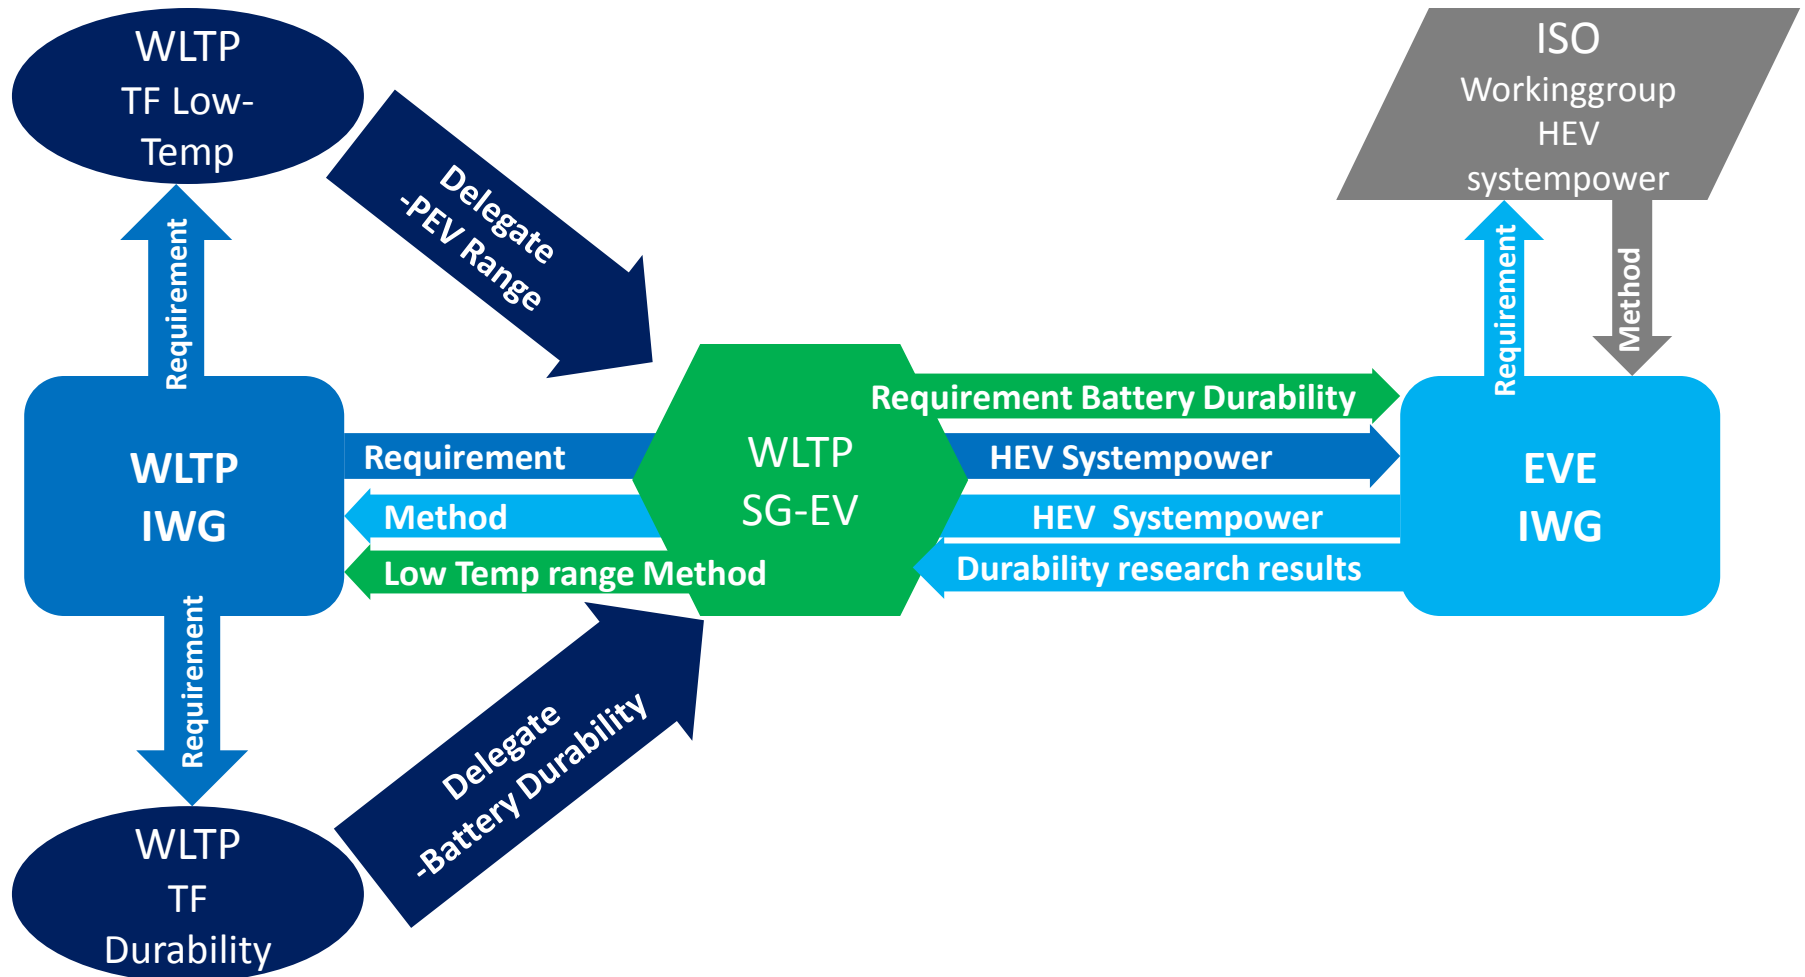 WLTP
TF Low-
Temp
ISO
Workinggroup
HEV
systempower
Delegate
-PEV Range
Requirement
Requirement
Method
WLTP
IWG
Requirement
Method
Low Temp range Method
WLTP
SG-EV
Requirement Battery Durability
HEV Systempower
HEV  Systempower
Durability research results
EVE
IWG
Requirement
Delegate
-Battery Durability
WLTP
TF
Durability